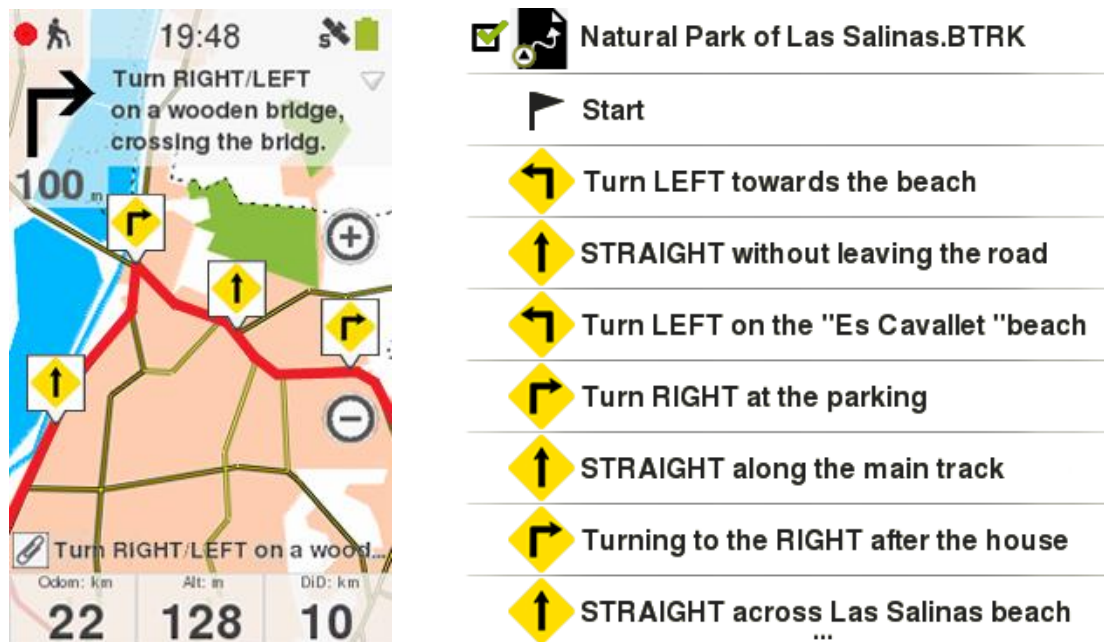 19:48
S
Turn RIGHT/LEFT
on a wooden bridge,
crossing the bridg.
100 m
Turn RIGHT/LEFT on a wood...
Odom: km
Alt: m
DiD: km
22
128
10
Natural Park of Las Salinas.BTRK
Start
Turn LEFT towards the beach
STRAIGHT without leaving the road
Turn LEFT on the "Es Cavallet "beach
Turn RIGHT at the parking
STRAIGHT along the main track
Turning to the RIGHT after the house
STRAIGHT across Las Salinas beach
...